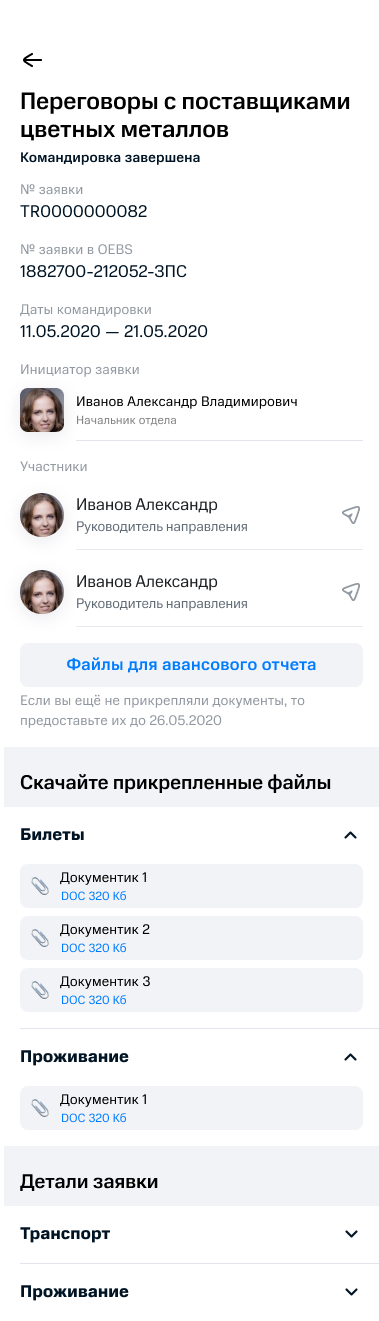 Переговоры с поставщиками
цветных металлов
Командировка завершена
№ заявки
TR0000000082
№ заявки в OEBS
1882700-212052-ЗПС
Даты командировки
11.05.2020 — 21.05.2020
Инициатор заявки
Иванов Александр Владимирович
Начальник отдела
Участники
Иванов Александр
Руководитель направления
Иванов Александр
Руководитель направления
Файлы для авансового отчета
Если вы ещё не прикрепляли документы, то
предоставьте их до 26.05.2020
Скачайте прикрепленные файлы
Билеты
Документик 1
DOC 320 Кб
Документик 2
DOC 320 Кб
Документик 3
DOC 320 Кб
Проживание
Документик 1
DOC 320 Кб
Детали заявки
Транспорт
Проживание